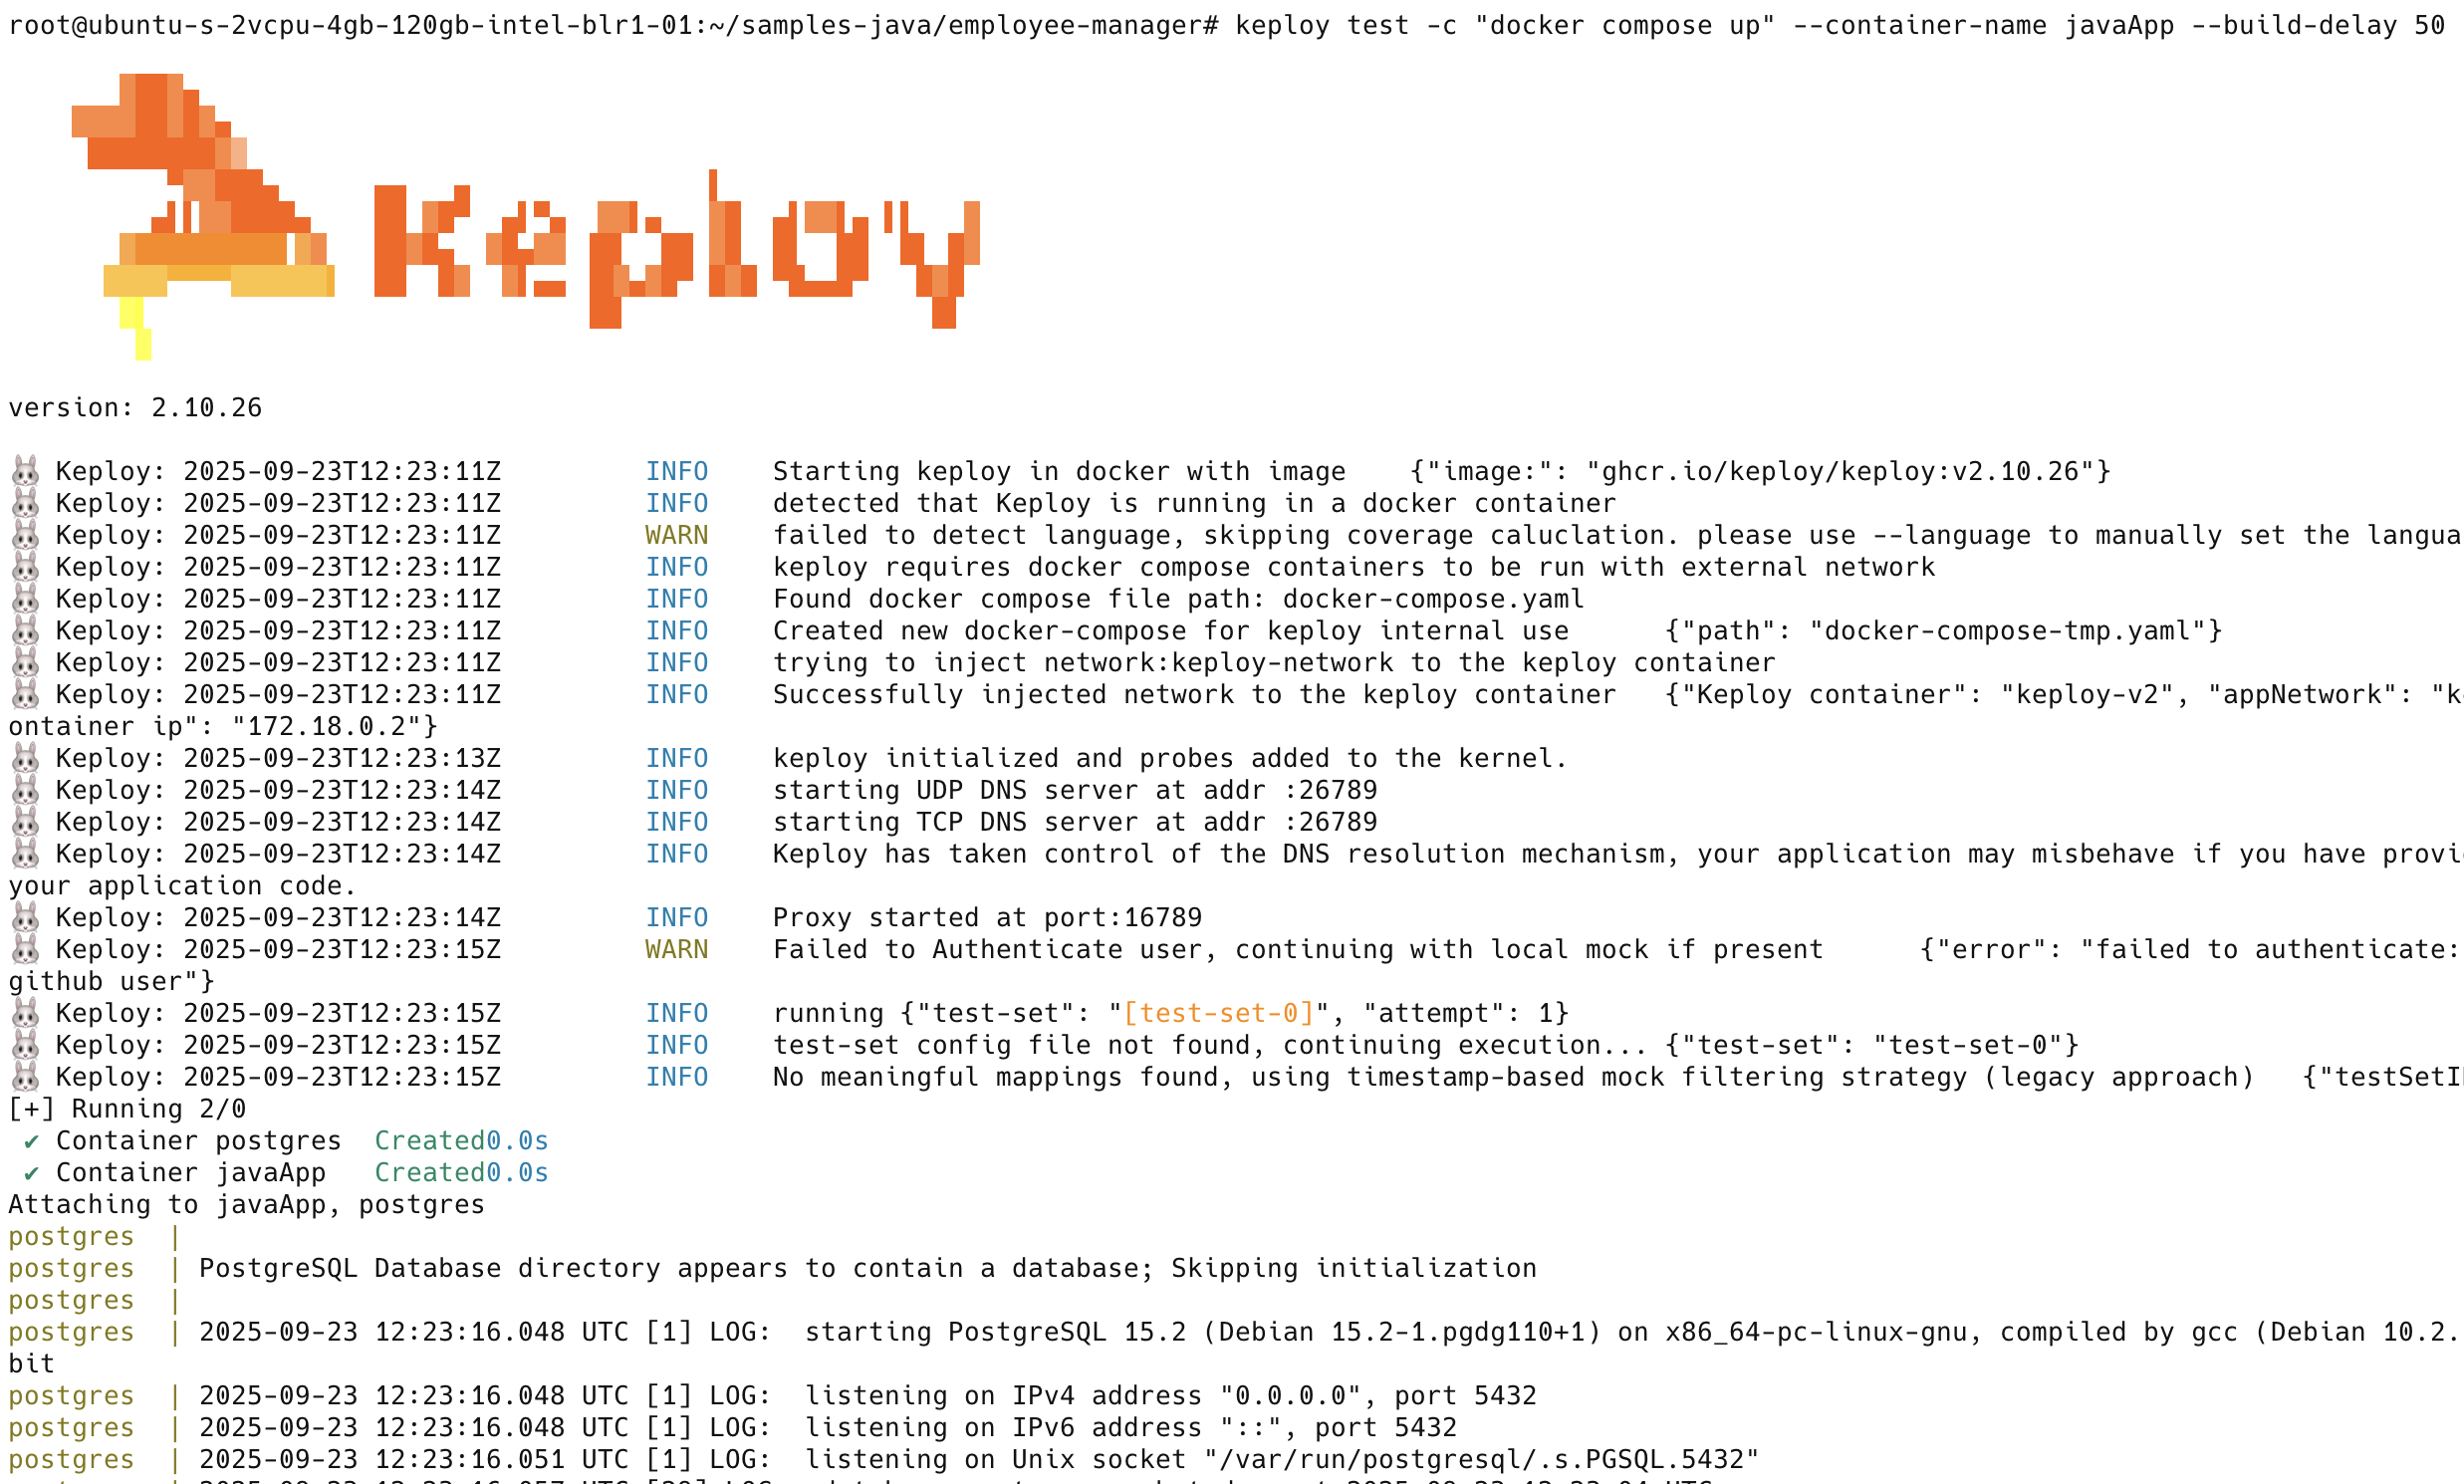 root@ubuntu-s-2vcpu-4gb-120gb-intel-blr1-01:~/samples-java/employee-manager# keploy test -c "docker compose up" --container-name javaApp --build-delay 50
Keploy
version: 2.10.26
🐰 Keploy: 2025-09-23T12:23:11Z INFO Starting keploy in docker with image {"image:": "ghcr.io/keploy/keploy:v2.10.26"}
🐰 Keploy: 2025-09-23T12:23:11Z INFO detected that Keploy is running in a docker container
🐰 Keploy: 2025-09-23T12:23:11Z WARN failed to detect language, skipping coverage caluclation. please use --language to manually set the langua
🐰 Keploy: 2025-09-23T12:23:11Z INFO keploy requires docker compose containers to be run with external network
🐰 Keploy: 2025-09-23T12:23:11Z INFO Found docker compose file path: docker-compose.yaml
🐰 Keploy: 2025-09-23T12:23:11Z INFO Created new docker-compose for keploy internal use {"path": "docker-compose-tmp.yaml"}
🐰 Keploy: 2025-09-23T12:23:11Z INFO trying to inject network:keploy-network to the keploy container
🐰 Keploy: 2025-09-23T12:23:11Z INFO Successfully injected network to the keploy container {"Keploy container": "keploy-v2", "appNetwork": "k
ontainer ip": "172.18.0.2"}
🐰 Keploy: 2025-09-23T12:23:13Z INFO keploy initialized and probes added to the kernel.
🐰 Keploy: 2025-09-23T12:23:14Z INFO starting UDP DNS server at addr :26789
🐰 Keploy: 2025-09-23T12:23:14Z INFO starting TCP DNS server at addr :26789
🐰 Keploy: 2025-09-23T12:23:14Z INFO Keploy has taken control of the DNS resolution mechanism, your application may misbehave if you have provi
your application code.
🐰 Keploy: 2025-09-23T12:23:14Z INFO Proxy started at port:16789
🐰 Keploy: 2025-09-23T12:23:15Z WARN Failed to Authenticate user, continuing with local mock if present {"error": "failed to authenticate:
github user"}
🐰 Keploy: 2025-09-23T12:23:15Z INFO running {"test-set": "[test-set-0]", "attempt": 1}
🐰 Keploy: 2025-09-23T12:23:15Z INFO test-set config file not found, continuing execution... {"test-set": "test-set-0"}
🐰 Keploy: 2025-09-23T12:23:15Z INFO No meaningful mappings found, using timestamp-based mock filtering strategy (legacy approach) {"testSetI
[+] Running 2/0
✔ Container postgres Created0.0s
✔ Container javaApp Created0.0s
Attaching to javaApp, postgres
postgres |
postgres | PostgreSQL Database directory appears to contain a database; Skipping initialization
postgres |
postgres | 2025-09-23 12:23:16.048 UTC [1] LOG: starting PostgreSQL 15.2 (Debian 15.2-1.pgdg110+1) on x86_64-pc-linux-gnu, compiled by gcc (Debian 10.2.
bit
postgres | 2025-09-23 12:23:16.048 UTC [1] LOG: listening on IPv4 address "0.0.0.0", port 5432
postgres | 2025-09-23 12:23:16.048 UTC [1] LOG: listening on IPv6 address "::", port 5432
postgres | 2025-09-23 12:23:16.051 UTC [1] LOG: listening on Unix socket "/var/run/postgresql/.s.PGSQL.5432"